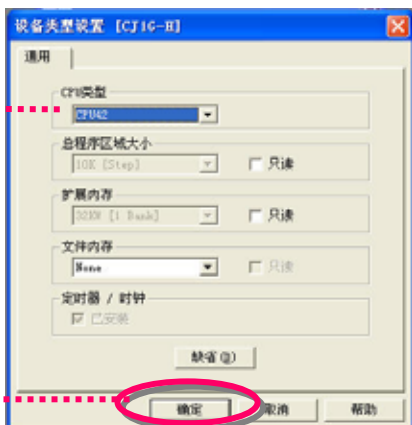 设备类型设置 [CJ1G-H]
通用
CPU类型
CPU42
总程序区域大小
10K [Step]
只读
扩展内存
32KW [1 Bank]
只读
文件内存
None
只读
定时器 / 时钟
已安装
缺省(D)
确定
取消
帮助